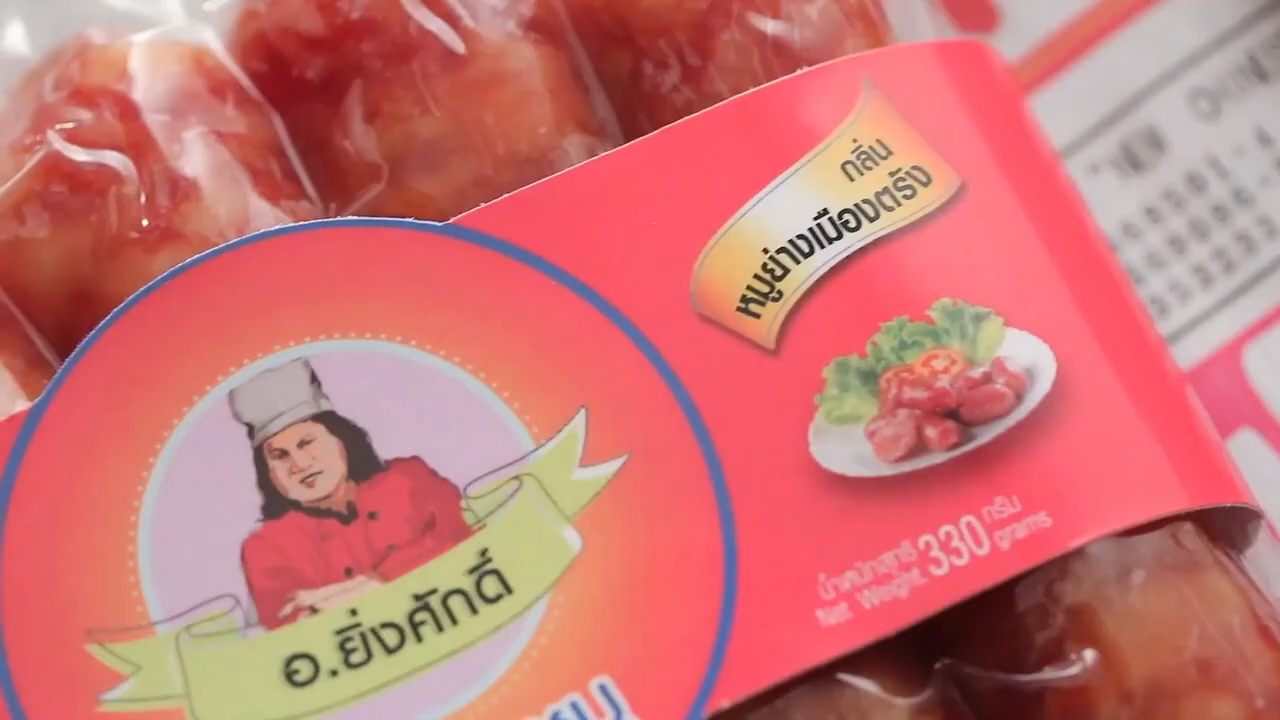 กลิ่น
หมูย่างเมืองตรัง
น้ำหนักสุทธิ 330 กรัม
Net Weight grams
อ.ยิ่งศักดิ์